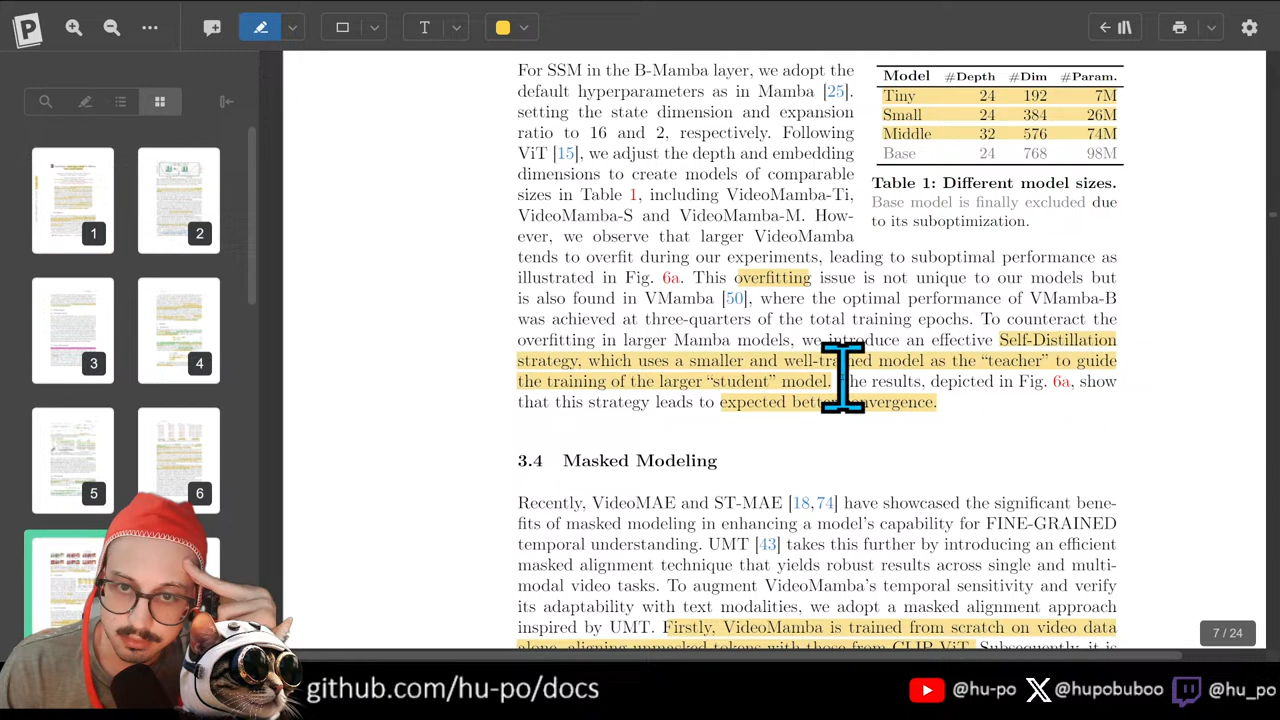 For SSM in the B-Mamba layer, we adopt the
default hyperparameters as in Mamba [25].
setting the state dimension and expansion
ratio to 16 and 2, respectively. Following
ViT [15], we adjust the depth and embedding
dimensions to create models of comparable
sizes in Table 1, including VideoMamba-Ti,
VideoMamba-S and VideoMamba-M. How-
ever, we observe that larger VideoMamba
tends to overfit during our experiments, leading to suboptimal performance as
illustrated in Fig. 6a. This overfitting issue is not unique to our models but
is also found in VMamba [50], where the optimal performance of VMamba-B
was achieved at three-quarters of the total training epochs. To counteract the
overfitting in larger Mamba models, we introduce an effective Self-Distillation
strategy, which uses a smaller and well-trained model as the “teacher” to guide
the training of the larger “student” model. The results, depicted in Fig. 6a, show
that this strategy leads to expected better convergence.
Model #Depth #Dim #Param.
Tiny 24 192 7M
Small 24 384 26M
Middle 32 576 74M
Base 24 768 98M
Table 1: Different model sizes.
Base model is finally excluded due
to its suboptimization.
3.4 Masked Modeling
Recently, VideoMAE and ST-MAE [18,74] have showcased the significant bene-
fits of masked modeling in enhancing a model’s capability for FINE-GRAINED
temporal understanding. UMT [43] takes this further by introducing an efficient
masked alignment technique that yields robust results across single and multi-
modal video tasks. To augment VideoMamba’s temporal sensitivity and verify
its adaptability with text modalities, we adopt a masked alignment approach
inspired by UMT. Firstly, VideoMamba is trained from scratch on video data
alone, aligning unmasked tokens with those from CLIP-ViT. Subsequently, it is
1
2
3
4
5
6
7 / 24
T
github.com/hu-po/docs
@hu-po
@hupobuboo
@hu_po